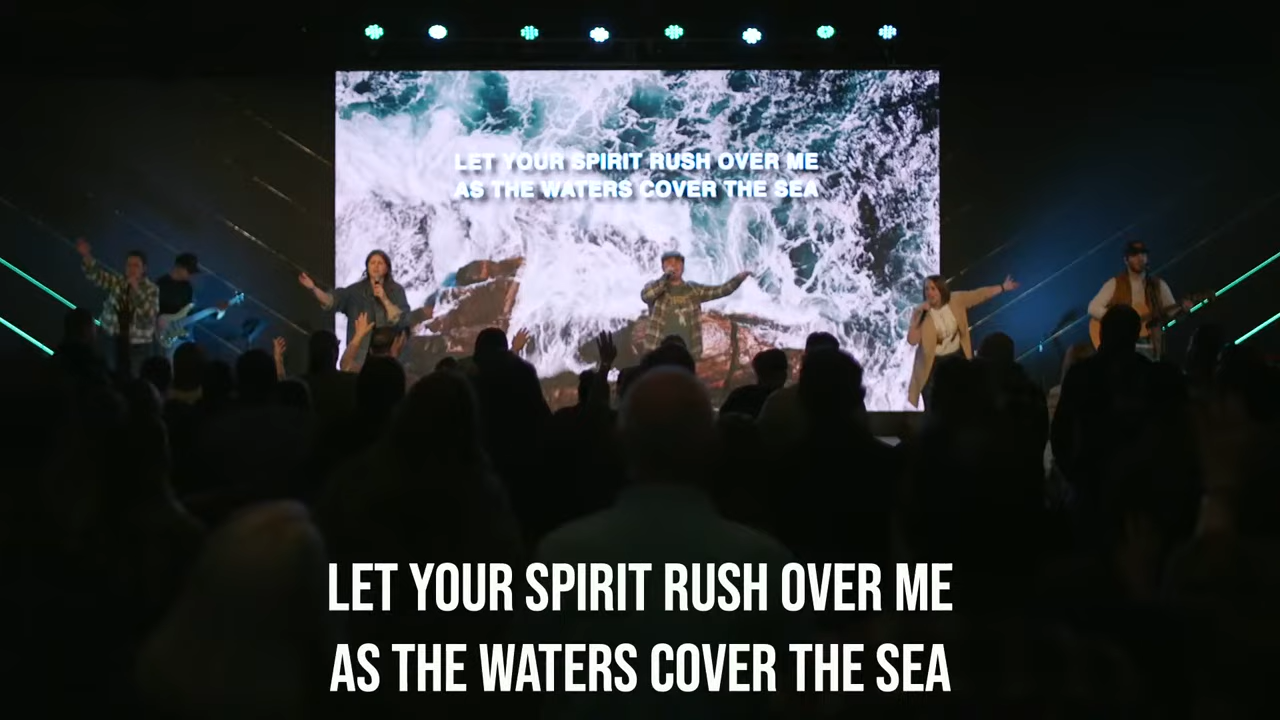 LET YOUR SPIRIT RUSH OVER ME
AS THE WATERS COVER THE SEA
LET YOUR SPIRIT RUSH OVER ME
AS THE WATERS COVER THE SEA